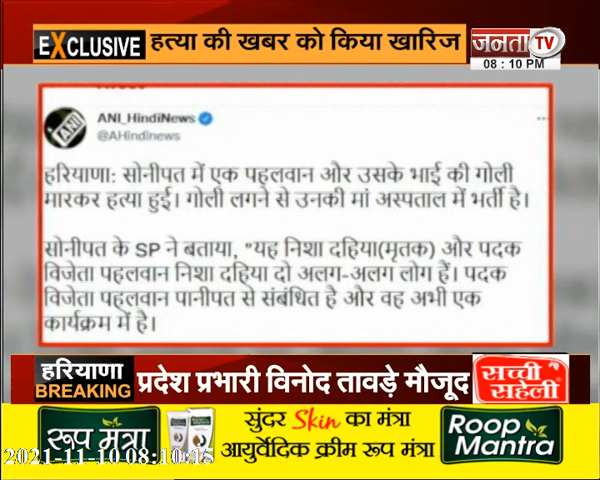 EXCLUSIVE हत्या की खबर को किया खारिज
जनता TV
08 : 10 PM
ANI_HindiNews
@AHindinews
हरियाणा: सोनीपत में एक पहलवान और उसके भाई की गोली
मारकर हत्या हुई। गोली लगने से उनकी मां अस्पताल में भर्ती है।
सोनीपत के SP ने बताया, "यह निशा दहिया(मृतक) और पदक
विजेता पहलवान निशा दहिया दो अलग-अलग लोग हैं। पदक
विजेता पहलवान पानीपत से संबंधित है और वह अभी एक
कार्यक्रम में है।
हरियाणा
BREAKING
प्रदेश प्रभारी विनोद तावड़े मौजूद
सच्ची
सहेली
रूप मंत्रा
सुंदर Skin का मंत्रा
आयुर्वेदिक क्रीम रूप मंत्रा
Roop
Mantra
2021-11-10 08:10:15